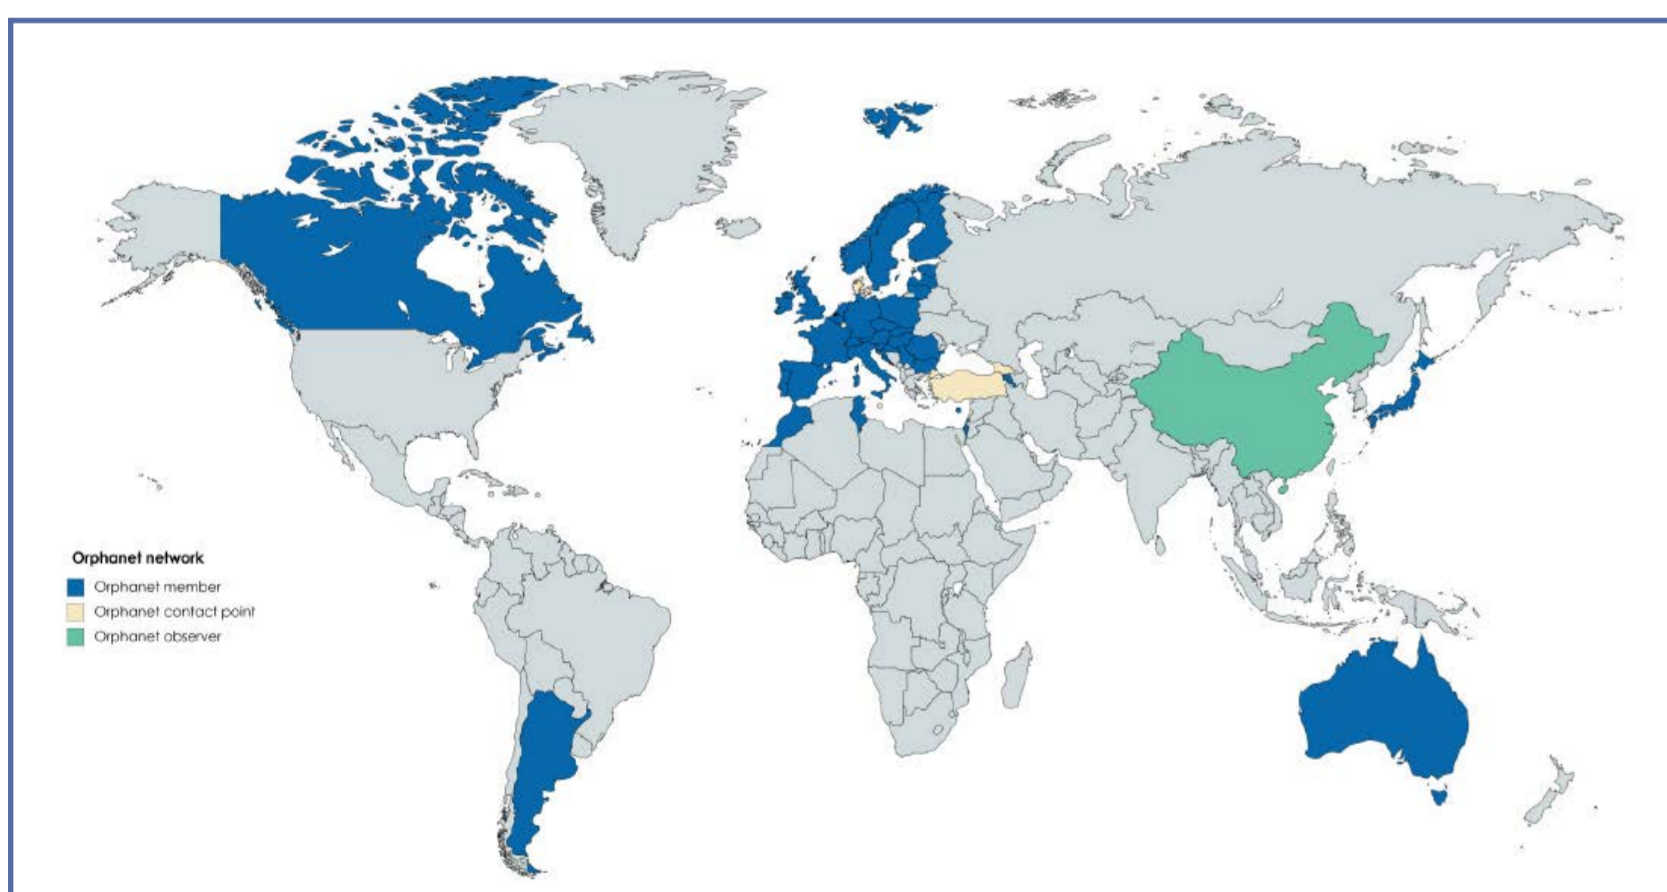 Orphanet network
Orphanet member
Orphanet contact point
Orphanet observer